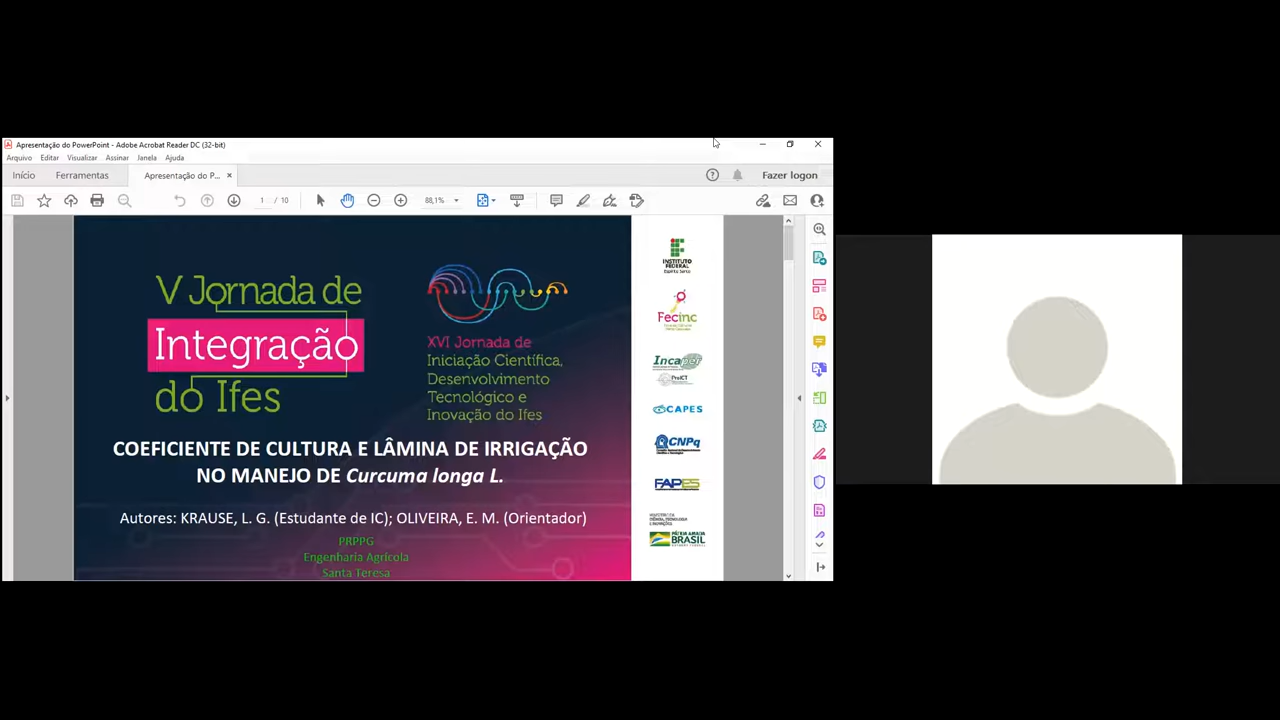 Apresentação do PowerPoint - Adobe Acrobat Reader DC (32-bit)
Arquivo Editar Visualizar Assinar Janela Ajuda
Início Ferramentas Apresentação do P... × Fazer logon
1 / 10 88,1%
V Jornada de
Integração
do Ifes
XVI Jornada de
Iniciação Científica,
Desenvolvimento
Tecnológico e
Inovação do Ifes
COEFICIENTE DE CULTURA E LÂMINA DE IRRIGAÇÃO
NO MANEJO DE Curcuma longa L.
Autores: KRAUSE, L. G. (Estudante de IC); OLIVEIRA, E. M. (Orientador)
PRPPG
Engenharia Agrícola
Santa Teresa
INSTITUTO
FEDERAL
Espírito Santo
Fecinc
Incaper
ProICT
CAPES
CNPq
FAPES
PÁTRIA AMADA
BRASIL